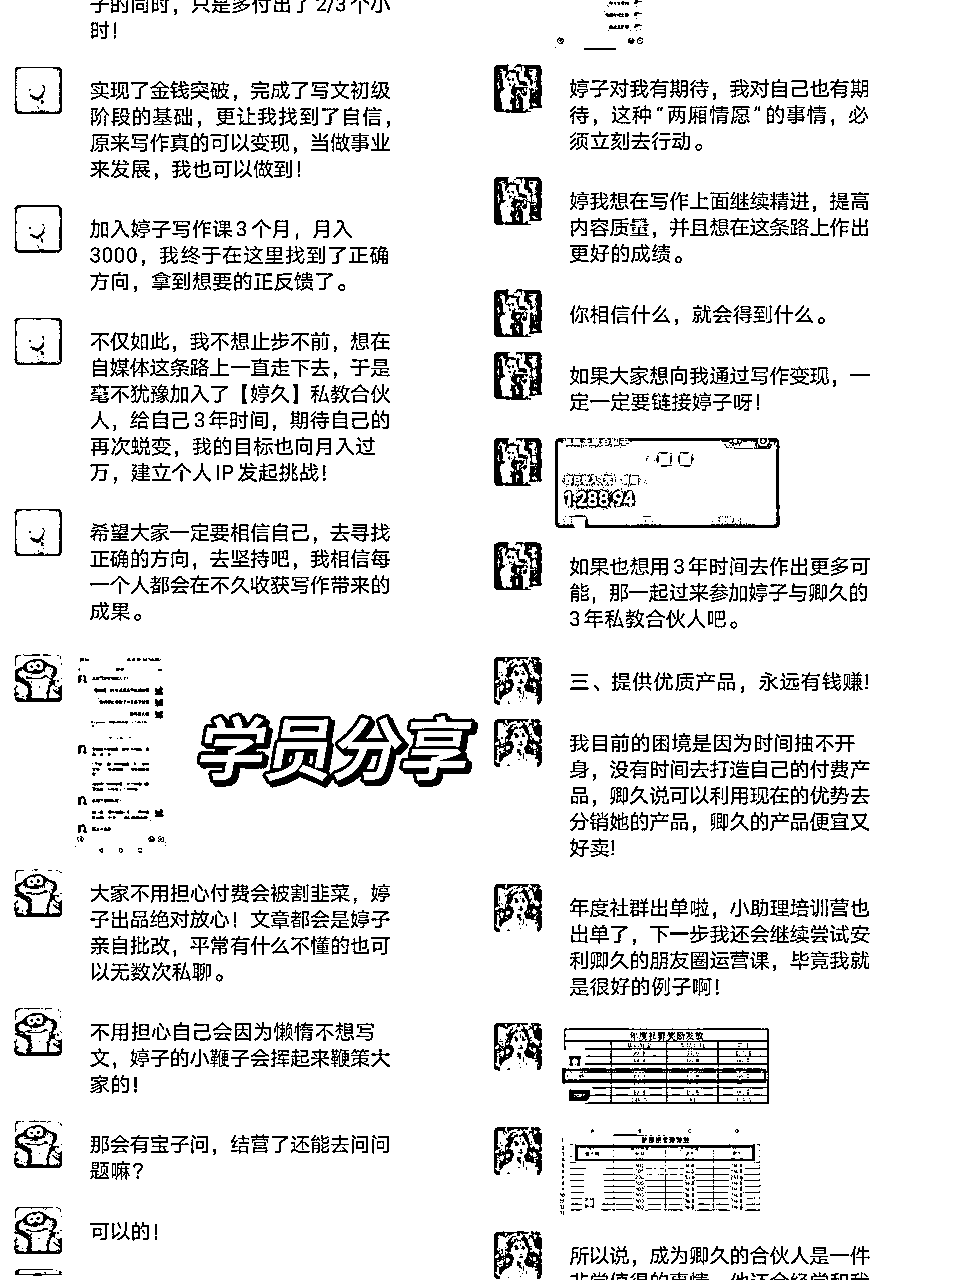 子的同时，只是多付出了2/3个小
时！
实现了金钱突破，完成了写文初级
阶段的基础，更让我找到了自信，
原来写作真的可以变现，当做事业
来发展，我也可以做到！
加入婷子写作课3个月，月入
3000，我终于在这里找到了正确
方向，拿到想要的正反馈了。
不仅如此，我不想止步不前，想在
自媒体这条路上一直走下去，于是
毫不犹豫加入了【婷久】私教合伙
人，给自己3年时间，期待自己的
再次蜕变，我的目标也向月入过
万，建立个人IP发起挑战！
希望大家一定要相信自己，去寻找
正确的方向，去坚持吧，我相信每
一个人都会在不久收获写作带来的
成果。
学员分享
大家不用担心付费会被割韭菜，婷
子出品绝对放心！文章都会是婷子
亲自批改，平常有什么不懂的也可
以无数次私聊。
不用担心自己会因为懒惰不想写
文，婷子的小鞭子会挥起来鞭策大
家的！
那会有宝子问，结营了还能去问问
题嘛？
可以的！
婷子对我有期待，我对自己也有期
待，这种“两厢情愿”的事情，必
须立刻去行动。
婷我想在写作上面继续精进，提高
内容质量，并且想在这条路上作出
更好的成绩。
你相信什么，就会得到什么。
如果大家想向我通过写作变现，一
定一定要链接婷子呀！
1288.94
如果也想用3年时间去作出更多可
能，那一起过来参加婷子与卿久的
3年私教合伙人吧。
三、提供优质产品，永远有钱赚!
我目前的困境是因为时间抽不开
身，没有时间去打造自己的付费产
品，卿久说可以利用现在的优势去
分销她的产品，卿久的产品便宜又
好卖!
年度社群出单啦，小助理培训营也
出单了，下一步我还会继续尝试安
利卿久的朋友圈运营课，毕竟我就
是很好的例子啊！
年度社群奖励发放
所以说，成为卿久的合伙人是一件
非常值得的事情，他还会经常和我